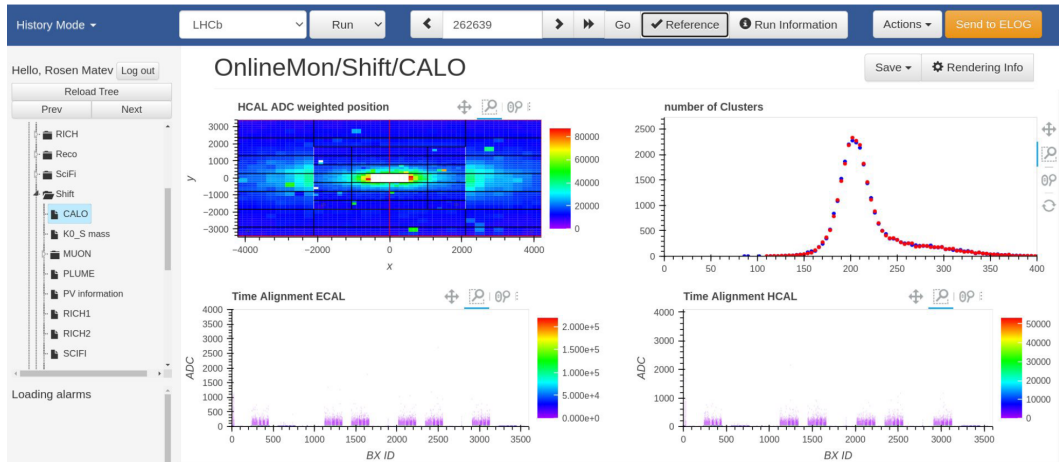 History Mode
LHCb
Run
262639
Go
Reference
Run Information
Actions
Send to ELOG
Hello, Rosen Matev
Log out
Reload Tree
Prev
Next
RICH
Reco
SciFi
Shift
CALO
K0_S mass
MUON
PLUME
PV information
RICH1
RICH2
SCIFI
Loading alarms
OnlineMon/Shift/CALO
Save
Rendering Info
HCAL ADC weighted position
3000
2000
1000
0
−1000
−2000
−3000
y
−4000
−2000
0
2000
4000
x
80000
60000
40000
20000
0
number of Clusters
2500
2000
1500
1000
500
0
0
50
100
150
200
250
300
350
400
Time Alignment ECAL
4000
3500
3000
2500
2000
1500
1000
500
0
ADC
0
500
1000
1500
2000
2500
3000
3500
BX ID
2.000e+5
1.500e+5
1.000e+5
5.000e+4
0.000e+0
Time Alignment HCAL
4000
3000
2000
1000
0
ADC
0
500
1000
1500
2000
2500
3000
3500
BX ID
50000
40000
30000
20000
10000
0